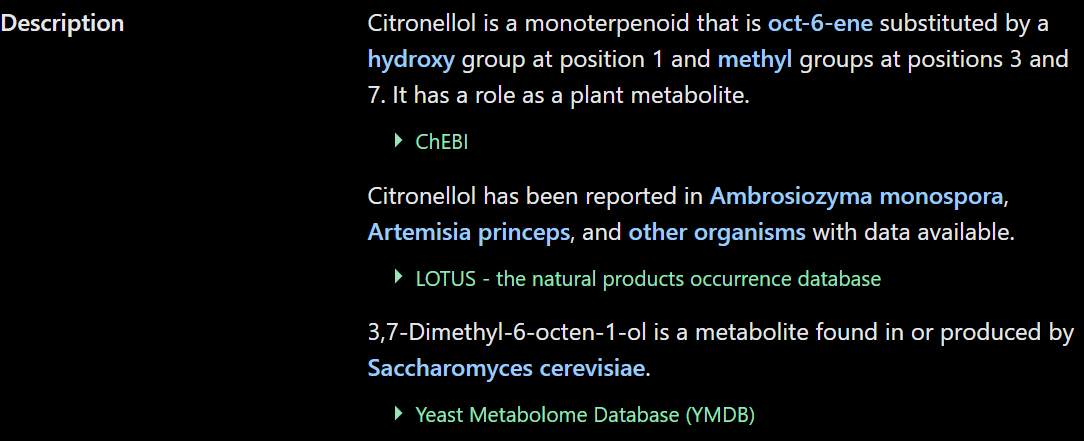 Description
Citronellol is a monoterpenoid that is oct-6-ene substituted by a
hydroxy group at position 1 and methyl groups at positions 3 and
7. It has a role as a plant metabolite.
ChEBI
Citronellol has been reported in Ambrosiozyma monospora,
Artemisia princeps, and other organisms with data available.
LOTUS - the natural products occurrence database
3,7-Dimethyl-6-octen-1-ol is a metabolite found in or produced by
Saccharomyces cerevisiae.
Yeast Metabolome Database (YMDB)